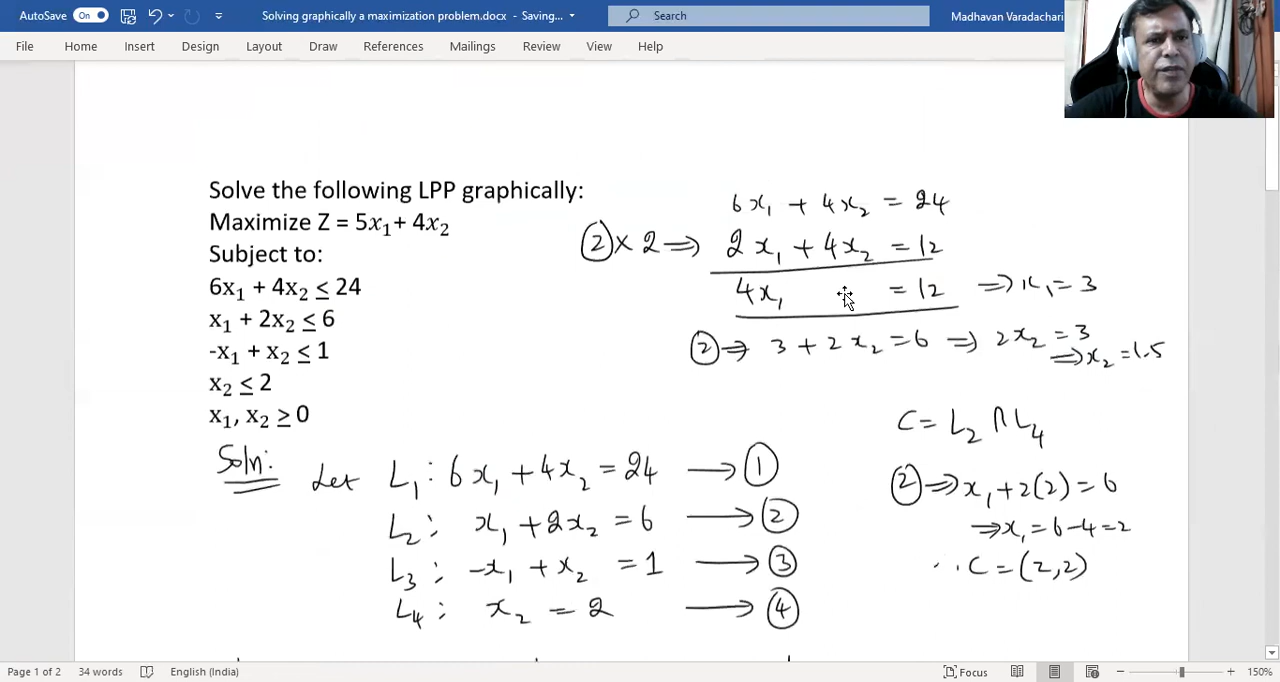 AutoSave On Solving graphically a maximization problem.docx - Saving... Search Madhavan Varadachari
File Home Insert Design Layout Draw References Mailings Review View Help
Solve the following LPP graphically:
Maximize Z = 5x₁+ 4x₂
Subject to:
6x₁ + 4x₂ ≤ 24
x₁ + 2x₂ ≤ 6
-x₁ + x₂ ≤ 1
x₂ ≤ 2
x₁, x₂ ≥ 0
6x₁ + 4x₂ = 24
② × 2 ⇒ 2x₁ + 4x₂ = 12
4x₁ = 12 ⇒ x₁ = 3
② ⇒ 3 + 2x₂ = 6 ⇒ 2x₂ = 3
⇒ x₂ = 1.5
Soln:
Let L₁ : 6x₁ + 4x₂ = 24 → ①
L₂ : x₁ + 2x₂ = 6 → ②
L₃ : -x₁ + x₂ = 1 → ③
L₄ : x₂ = 2 → ④
C = L₂ ∩ L₄
② ⇒ x₁ + 2(2) = 6
⇒ x₁ = 6 - 4 = 2
∴ C = (2,2)
Page 1 of 2 34 words English (India) Focus 150%